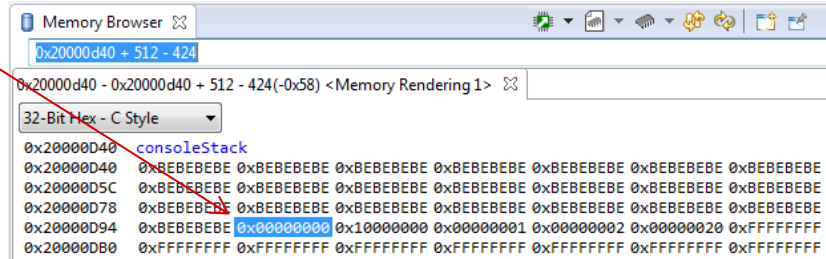 Memory Browser
0x20000d40 + 512 - 424
0x20000d40 - 0x20000d40 + 512 - 424(-0x58) <Memory Rendering 1>
32-Bit Hex - C Style
0x20000D40 consoleStack
0x20000D40 0xBEBEBEBE 0xBEBEBEBE 0xBEBEBEBE 0xBEBEBEBE 0xBEBEBEBE 0xBEBEBEBE 0xBEBEBEBE
0x20000D5C 0xBEBEBEBE 0xBEBEBEBE 0xBEBEBEBE 0xBEBEBEBE 0xBEBEBEBE 0xBEBEBEBE 0xBEBEBEBE
0x20000D78 0xBEBEBEBE 0xBEBEBEBE 0xBEBEBEBE 0xBEBEBEBE 0xBEBEBEBE 0xBEBEBEBE 0xBEBEBEBE
0x20000D94 0xBEBEBEBE 0x00000000 0x10000000 0x00000001 0x00000002 0x00000020 0xFFFFFFFF
0x20000DB0 0xFFFFFFFF 0xFFFFFFFF 0xFFFFFFFF 0xFFFFFFFF 0xFFFFFFFF 0xFFFFFFFF 0xFFFFFFFF